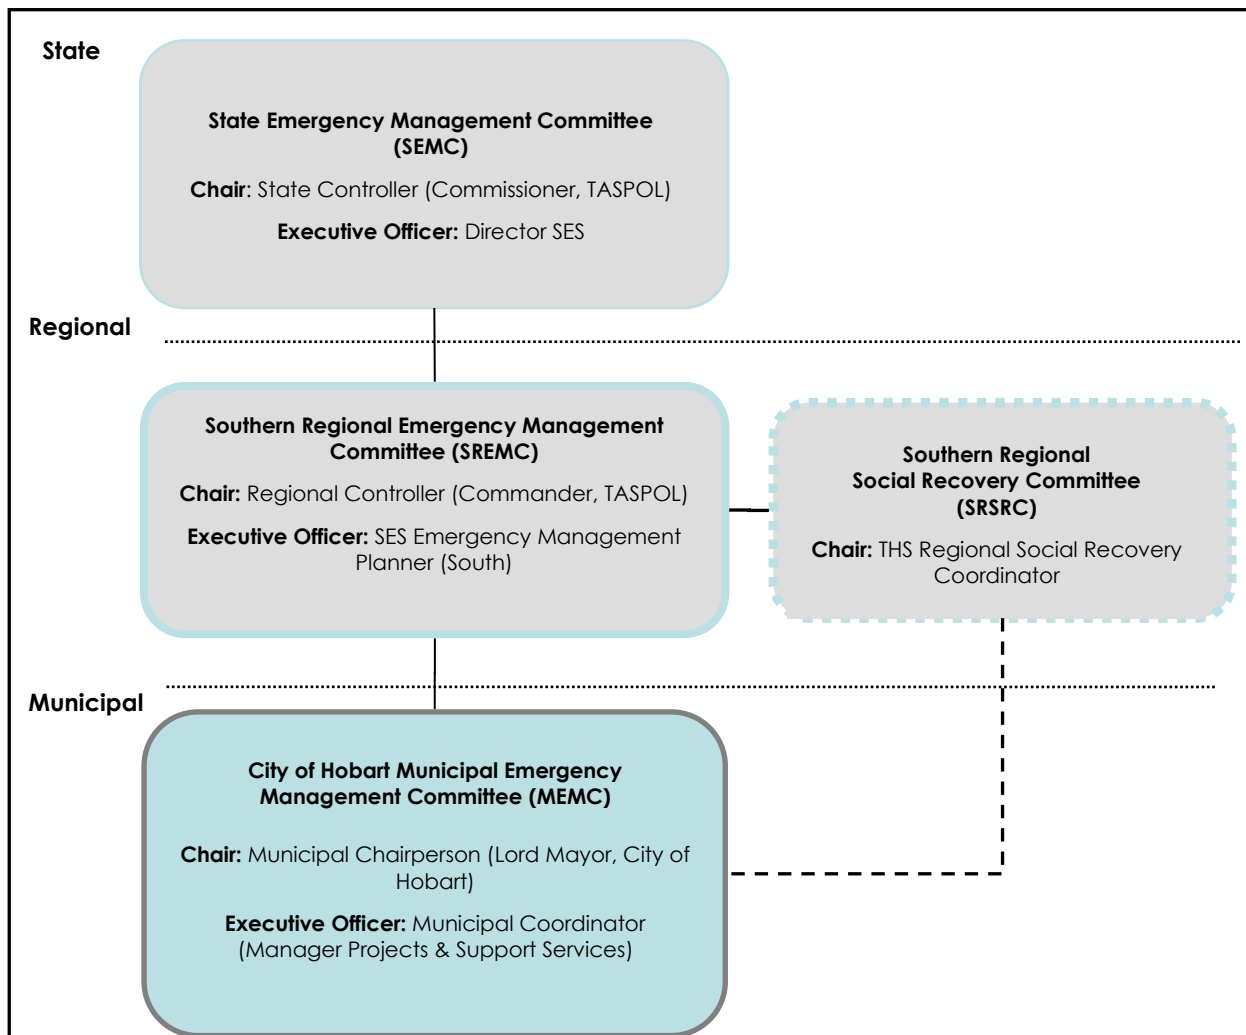 State
State Emergency Management Committee
(SEMC)
Chair: State Controller (Commissioner, TASPOL)
Executive Officer: Director SES
Regional
Southern Regional Emergency Management
Committee (SREMC)
Chair: Regional Controller (Commander, TASPOL)
Executive Officer: SES Emergency Management
Planner (South)
Southern Regional
Social Recovery Committee
(SRSRC)
Chair: THS Regional Social Recovery
Coordinator
Municipal
City of Hobart Municipal Emergency
Management Committee (MEMC)
Chair: Municipal Chairperson (Lord Mayor, City of
Hobart)
Executive Officer: Municipal Coordinator
(Manager Projects & Support Services)